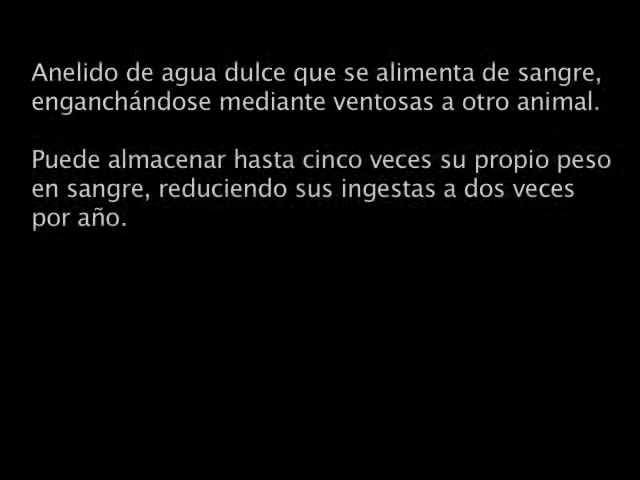 Anelido de agua dulce que se alimenta de sangre,
enganchándose mediante ventosas a otro animal.
Puede almacenar hasta cinco veces su propio peso
en sangre, reduciendo sus ingestas a dos veces
por año.